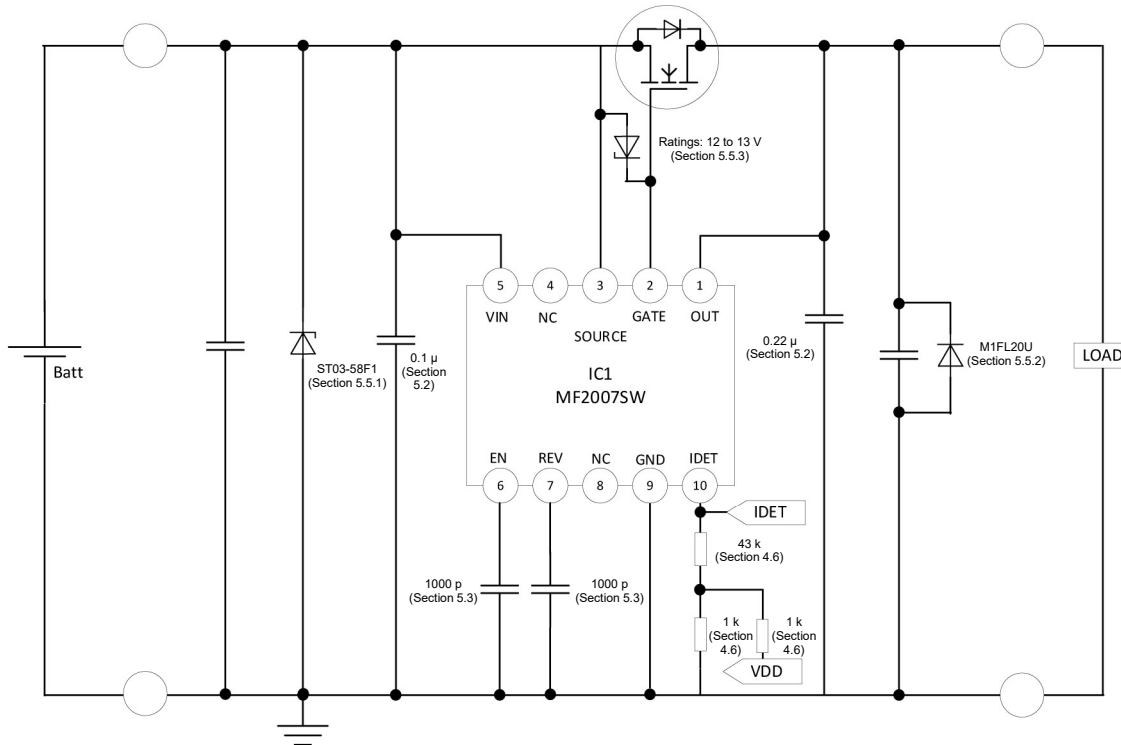 Ratings: 12 to 13 V
(Section 5.5.3)
5
4
3
2
1
VIN
NC
GATE
OUT
SOURCE
Batt
ST03-58F1
(Section 5.5.1)
0.1 µ
(Section
5.2)
IC1
MF2007SW
0.22 µ
(Section 5.2)
M1FL20U
(Section 5.5.2)
LOAD
EN
REV
NC
GND
IDET
6
7
8
9
10
IDET
43 k
(Section 4.6)
1000 p
(Section 5.3)
1000 p
(Section 5.3)
1 k
(Section
4.6)
1 k
(Section
4.6)
VDD